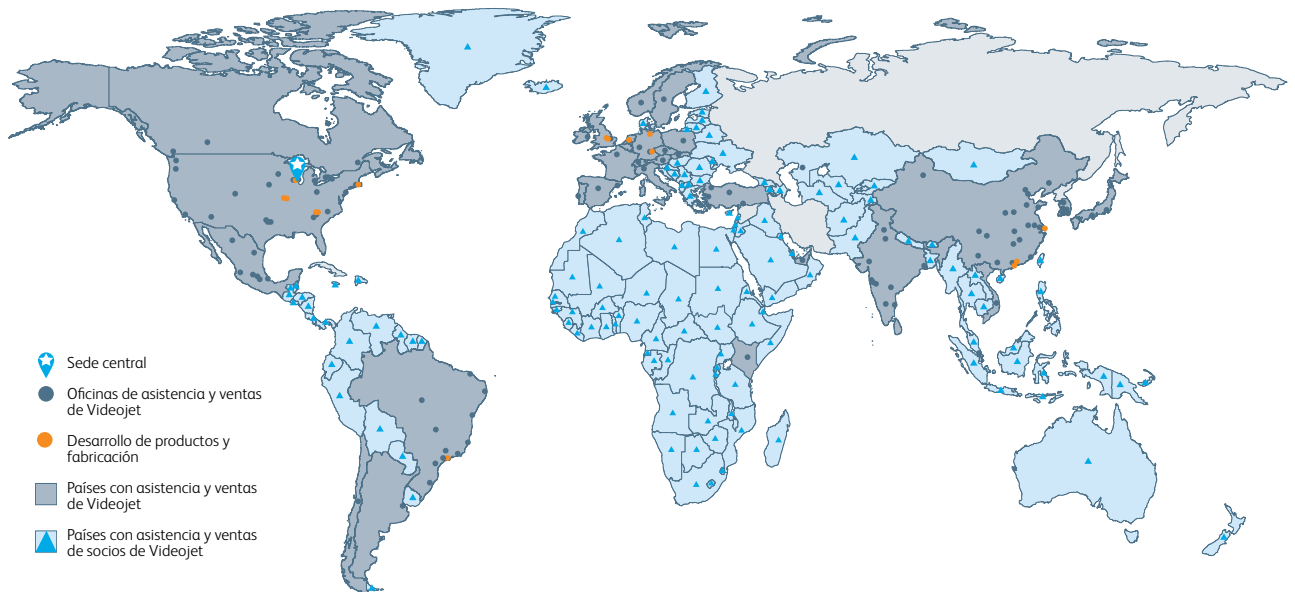 Sede central
Oficinas de asistencia y ventas
de Videojet
Desarrollo de productos y
fabricación
Países con asistencia y ventas
de Videojet
Países con asistencia y ventas
de socios de Videojet